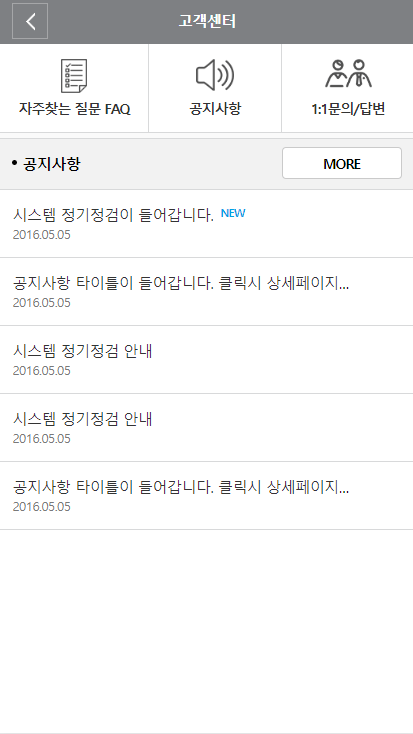 고객센터
자주찾는 질문 FAQ
공지사항
1:1문의/답변
• 공지사항
MORE
시스템 정기정검이 들어갑니다. NEW
2016.05.05
공지사항 타이틀이 들어갑니다. 클릭시 상세페이지...
2016.05.05
시스템 정기정검 안내
2016.05.05
시스템 정기정검 안내
2016.05.05
공지사항 타이틀이 들어갑니다. 클릭시 상세페이지...
2016.05.05